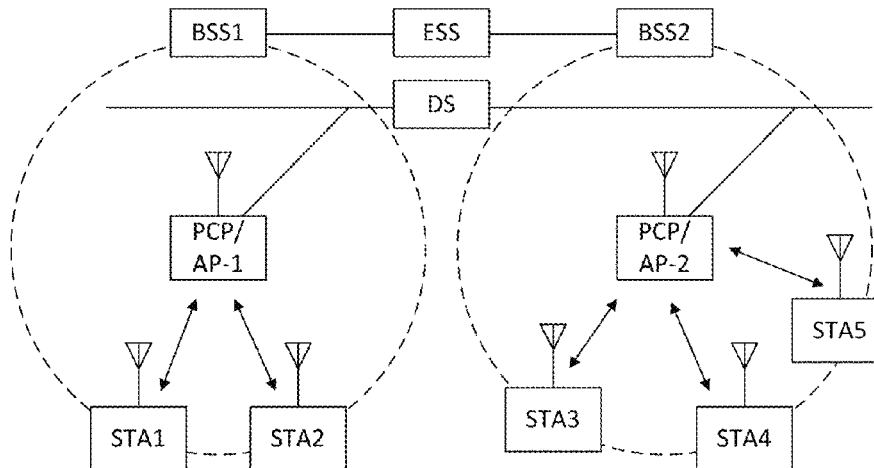 BSS1
ESS
BSS2
DS
PCP/
AP-1
PCP/
AP-2
STA5
STA3
STA1
STA2
STA4